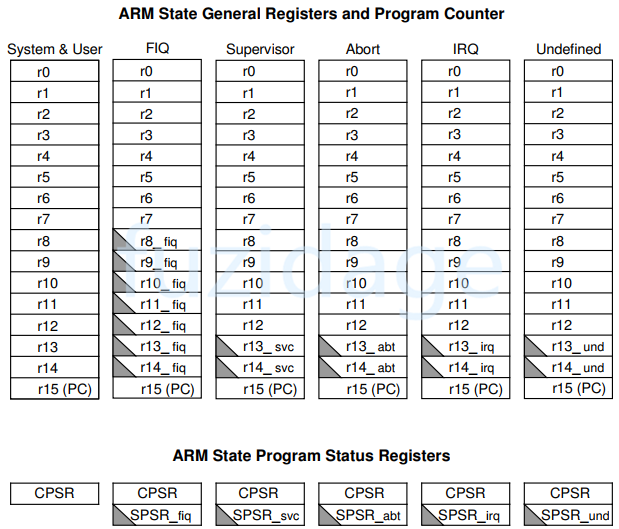 ARM State General Registers and Program Counter
System & User FIQ Supervisor Abort IRQ Undefined
r0 r0 r0 r0 r0 r0
r1 r1 r1 r1 r1 r1
r2 r2 r2 r2 r2 r2
r3 r3 r3 r3 r3 r3
r4 r4 r4 r4 r4 r4
r5 r5 r5 r5 r5 r5
r6 r6 r6 r6 r6 r6
r7 r7 r7 r7 r7 r7
r8 r8_fiq r8 r8 r8 r8
r9 r9_fiq r9 r9 r9 r9
r10 r10_fiq r10 r10 r10 r10
r11 r11_fiq r11 r11 r11 r11
r12 r12_fiq r12 r12 r12 r12
r13 r13_fiq r13_svc r13_abt r13_irq r13_und
r14 r14_fiq r14_svc r14_abt r14_irq r14_und
r15 (PC) r15 (PC) r15 (PC) r15 (PC) r15 (PC) r15 (PC)
fuzidage
ARM State Program Status Registers
CPSR CPSR CPSR CPSR CPSR CPSR
SPSR_fiq SPSR_svc SPSR_abt SPSR_irq SPSR_und